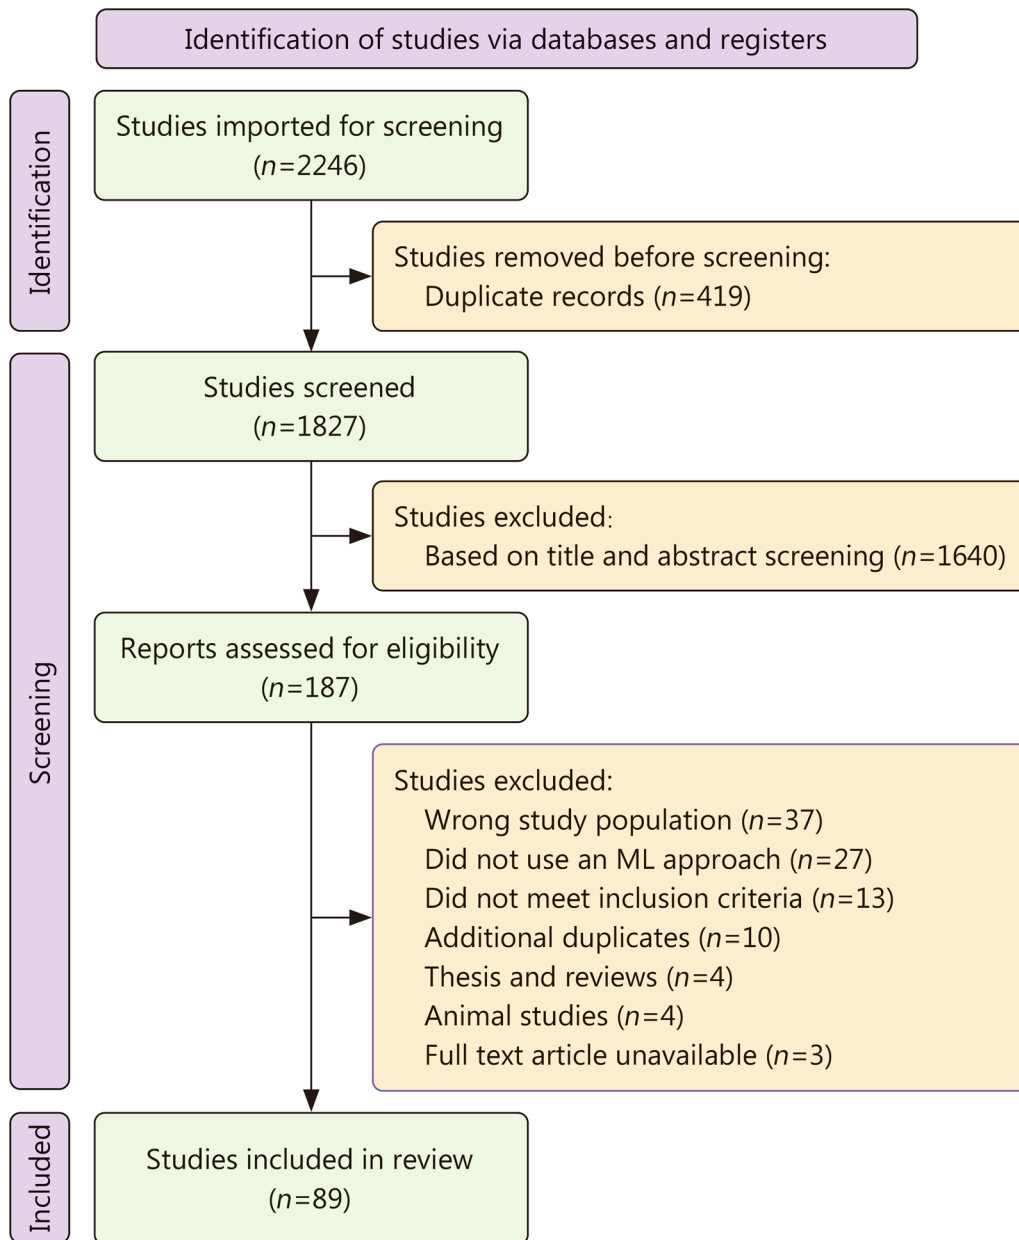 Identification of studies via databases and registers
Identification
Studies imported for screening
(n=2246)
Studies removed before screening:
Duplicate records (n=419)
Screening
Studies screened
(n=1827)
Studies excluded:
Based on title and abstract screening (n=1640)
Reports assessed for eligibility
(n=187)
Studies excluded:
Wrong study population (n=37)
Did not use an ML approach (n=27)
Did not meet inclusion criteria (n=13)
Additional duplicates (n=10)
Thesis and reviews (n=4)
Animal studies (n=4)
Full text article unavailable (n=3)
Included
Studies included in review
(n=89)